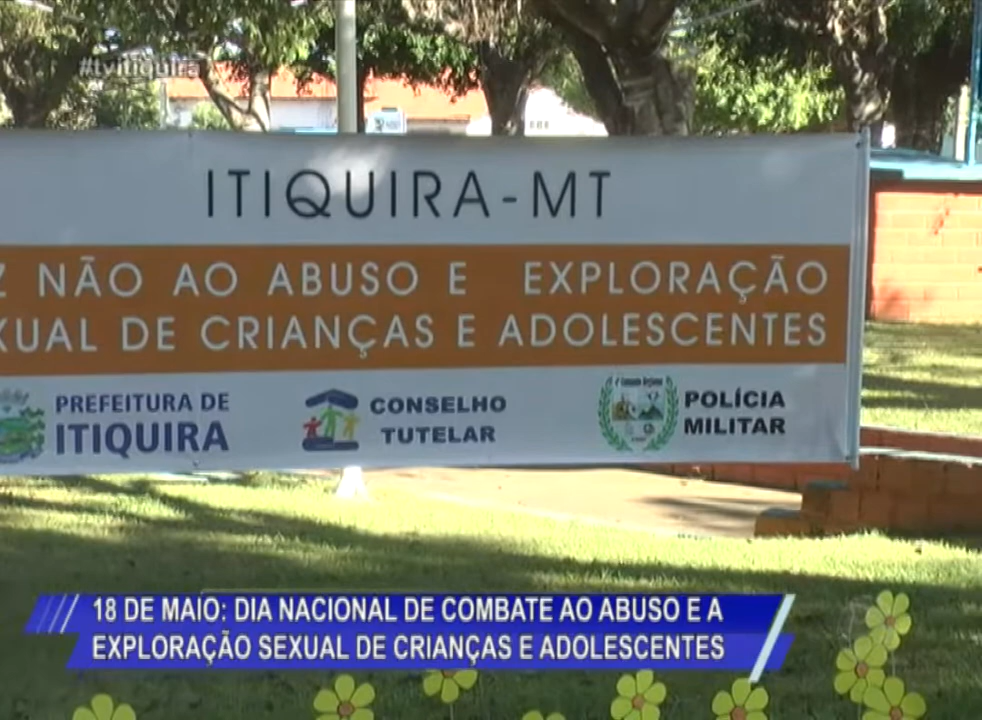 #tvitiquira
ITIQUIRA-MT
NÃO AO ABUSO E EXPLORAÇÃO
XUAL DE CRIANÇAS E ADOLESCENTES
PREFEITURA DE
ITIQUIRA
CONSELHO
TUTELAR
POLÍCIA
MILITAR
18 DE MAIO: DIA NACIONAL DE COMBATE AO ABUSO E A
EXPLORAÇÃO SEXUAL DE CRIANÇAS E ADOLESCENTES